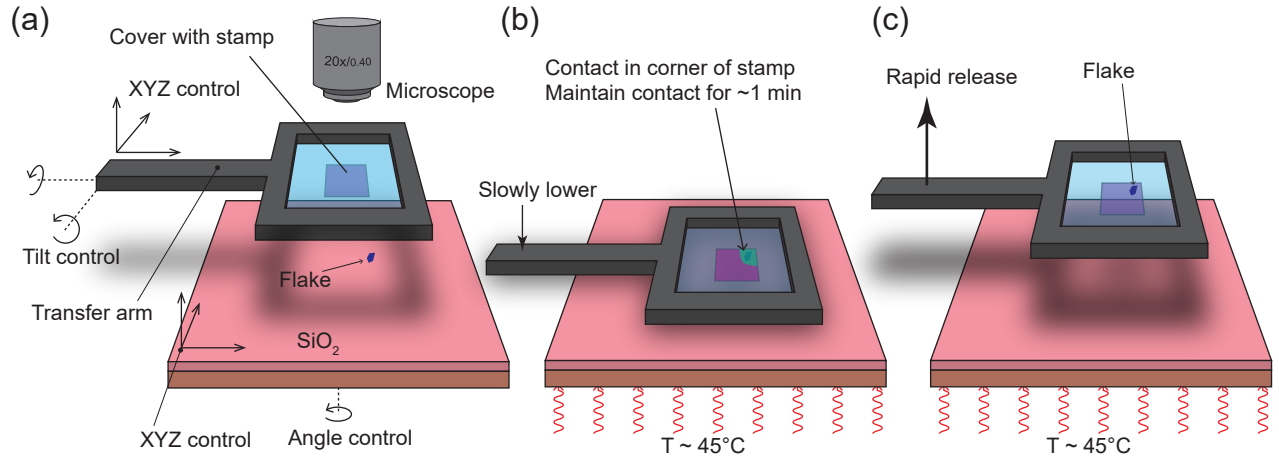 (a)
Cover with stamp
20x/0.40
XYZ control
Microscope
Tilt control
Flake
Transfer arm
SiO2
XYZ control
Angle control
(b)
Contact in corner of stamp
Maintain contact for ~1 min
Slowly lower
T ~ 45°C
(c)
Rapid release
Flake
T ~ 45°C